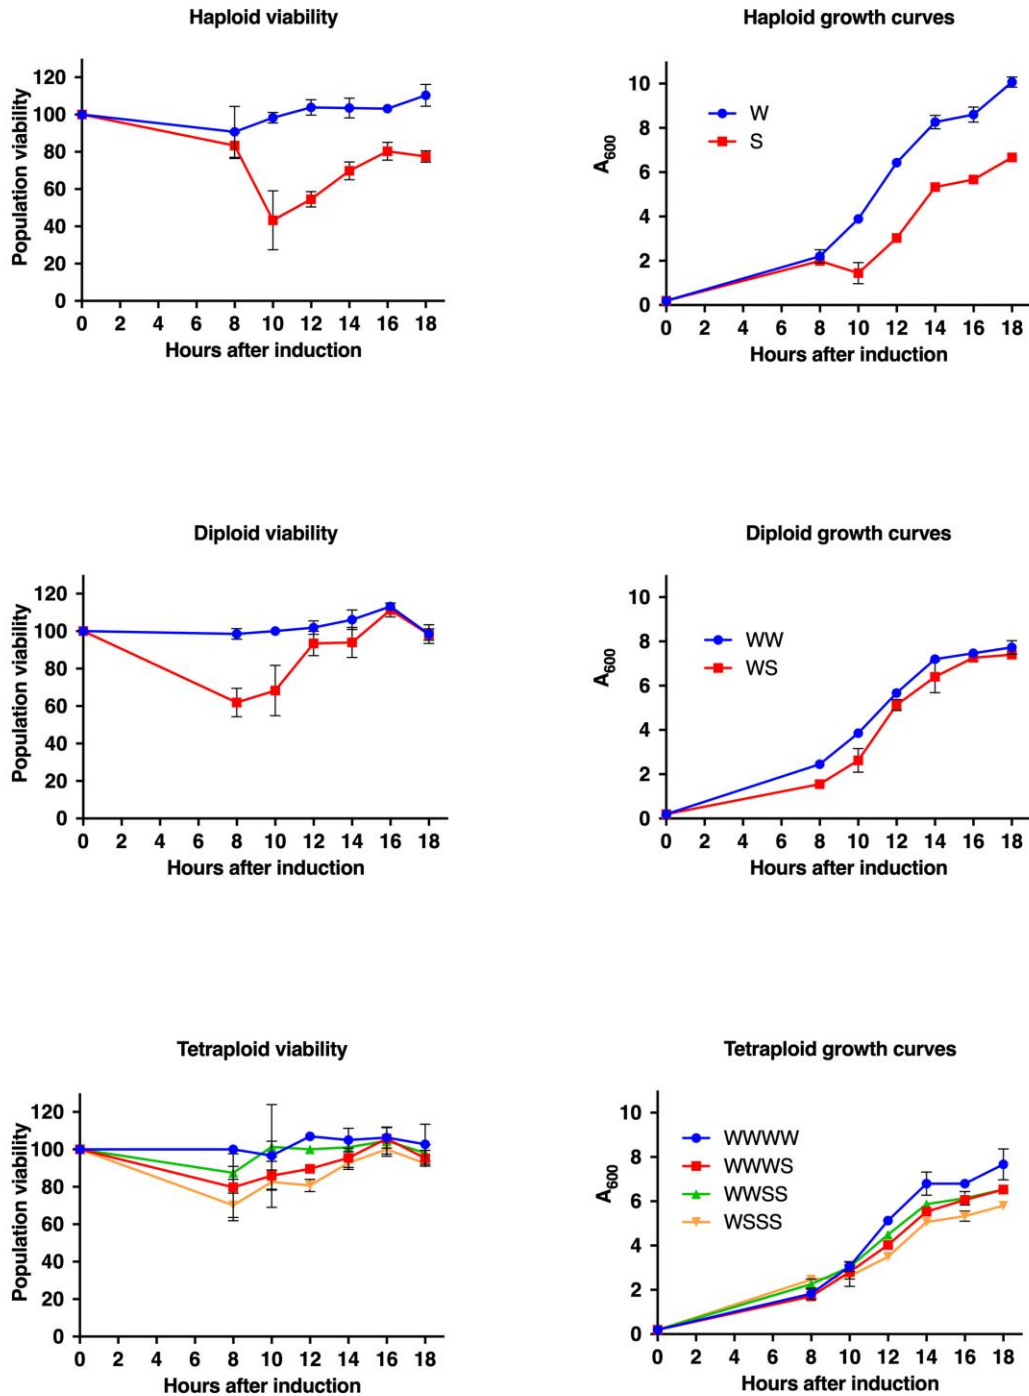 Haploid viability
Population viability
120
100
80
60
40
20
0
0 2 4 6 8 10 12 14 16 18
Hours after induction
Haploid growth curves
A600
10
8
6
4
2
0
W
S
0 2 4 6 8 10 12 14 16 18
Hours after induction
Diploid viability
Population viability
120
100
80
60
40
20
0
0 2 4 6 8 10 12 14 16 18
Hours after induction
Diploid growth curves
A600
10
8
6
4
2
0
WW
WS
0 2 4 6 8 10 12 14 16 18
Hours after induction
Tetraploid viability
Population viability
120
100
80
60
40
20
0
0 2 4 6 8 10 12 14 16 18
Hours after induction
Tetraploid growth curves
A600
10
8
6
4
2
0
WWWW
WWWS
WWSS
WSSS
0 2 4 6 8 10 12 14 16 18
Hours after induction